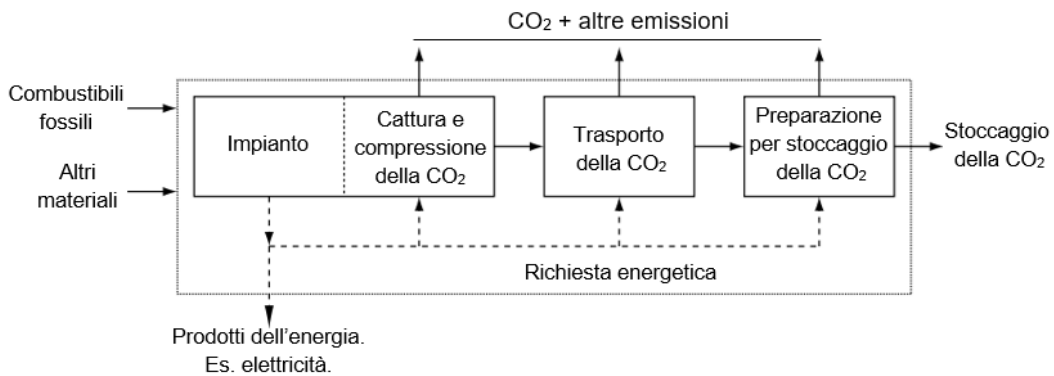 CO₂ + altre emissioni
Combustibili
fossili
Altri
materiali
Impianto
Cattura e
compressione
della CO₂
Trasporto
della CO₂
Preparazione
per stoccaggio
della CO₂
Stoccaggio
della CO₂
Richiesta energetica
Prodotti dell'energia.
Es. elettricità.